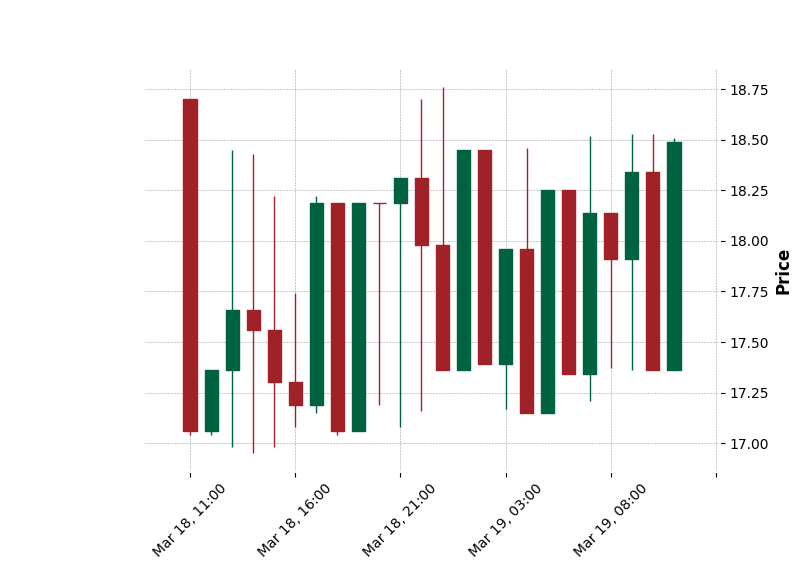 18.75
18.50
18.25
18.00
17.75
17.50
17.25
17.00
Price
Mar 18, 11:00
Mar 18, 16:00
Mar 18, 21:00
Mar 19, 03:00
Mar 19, 08:00